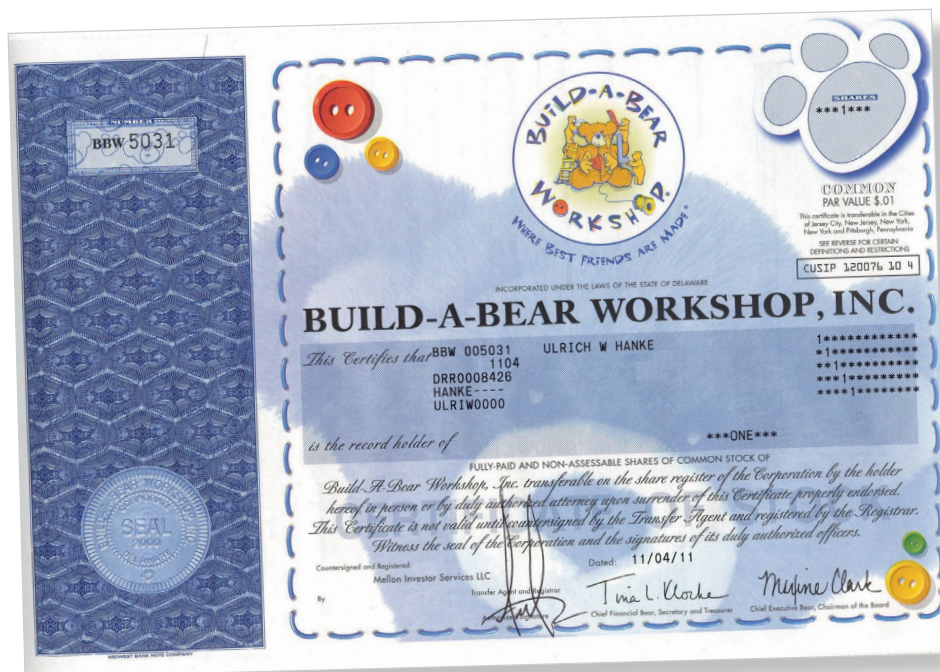 NUMBER
BBW 5031
BUILD-A-BEAR
WORKSHOP.
WHERE BEST FRIENDS ARE MADE®
SHARES
***1***
COMMON
PAR VALUE $.01
This certificate is transferable in the Cities
of Jersey City, New Jersey, New York,
New York and Pittsburgh, Pennsylvania
SEE REVERSE FOR CERTAIN
DEFINITIONS AND RESTRICTIONS
CUSIP 120076 10 4
INCORPORATED UNDER THE LAWS OF THE STATE OF DELAWARE
BUILD-A-BEAR WORKSHOP, INC.
This Certifies that BBW 005031 ULRICH W HANKE 1************
1104 *1***********
DRR0008426 **1**********
HANKE---- ***1*********
ULRIW0000 ****1********
is the record holder of ***ONE***
FULLY-PAID AND NON-ASSESSABLE SHARES OF COMMON STOCK OF
Build-A-Bear Workshop, Inc. transferable on the share register of the Corporation by the holder
hereof in person or by duly authorized attorney upon surrender of this Certificate properly endorsed.
This Certificate is not valid until countersigned by the Transfer Agent and registered by the Registrar.
Witness the seal of the Corporation and the signatures of its duly authorized officers.
Countersigned and Registered:
Mellon Investor Services LLC
Dated: 11/04/11
Transfer Agent and Registrar
By
Tina L. Klocke
Maxine Clark
Chief Financial Bear, Secretary and Treasurer
Chief Executive Bear, Chairman of the Board
SEAL
2000
MIDWEST BANK NOTE COMPANY